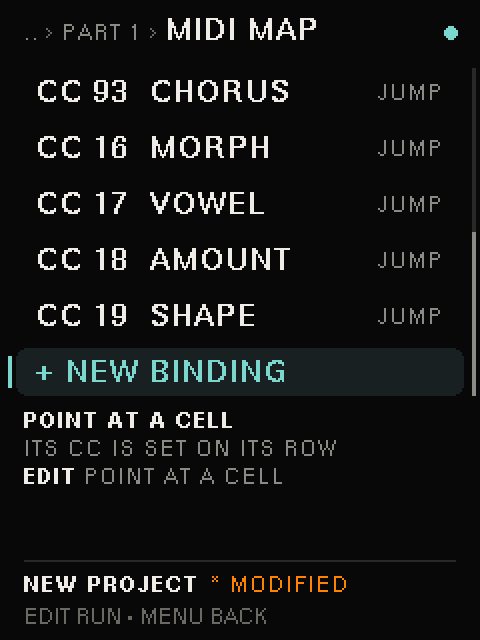 ..› PART 1 › MIDI MAP
CC 93 CHORUS JUMP
CC 16 MORPH JUMP
CC 17 VOWEL JUMP
CC 18 AMOUNT JUMP
CC 19 SHAPE JUMP
+ NEW BINDING
POINT AT A CELL
ITS CC IS SET ON ITS ROW
EDIT POINT AT A CELL
NEW PROJECT * MODIFIED
EDIT RUN · MENU BACK